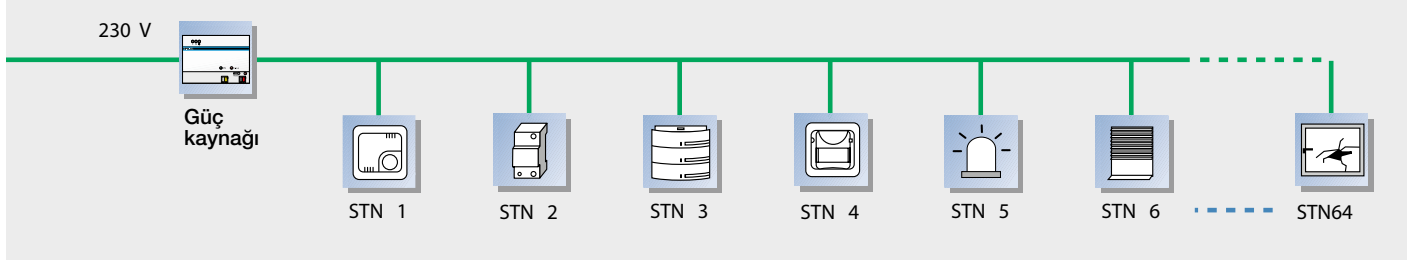 230 V
Güç
kaynağı
STN 1
STN 2
STN 3
STN 4
STN 5
STN 6
STN64